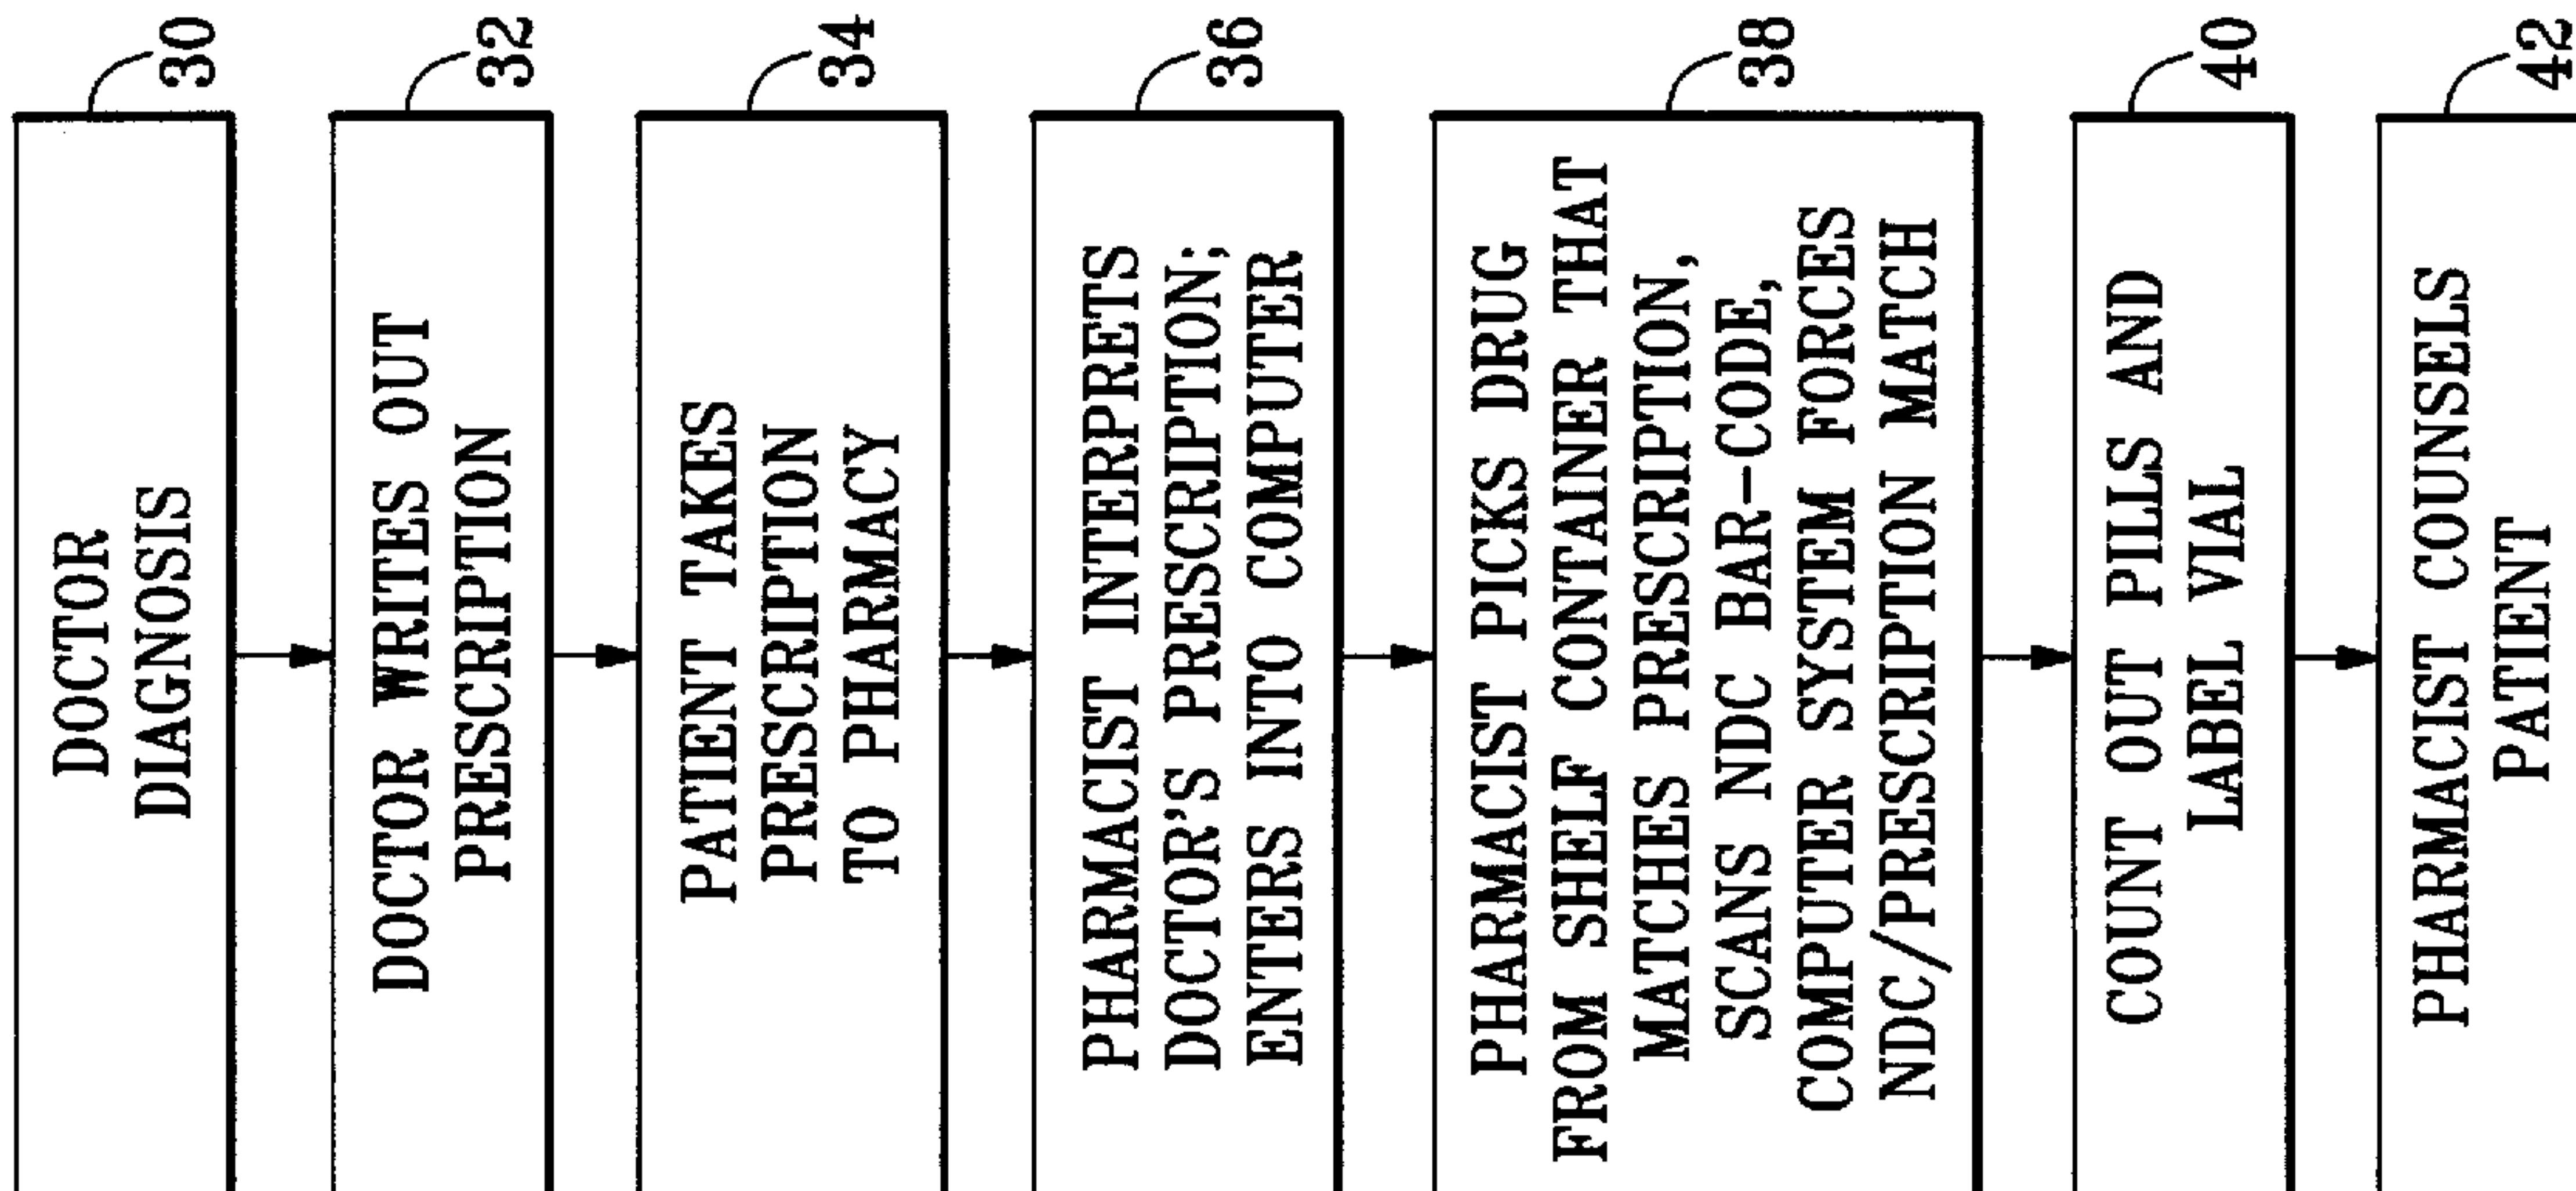 DOCTOR
DIAGNOSIS
30
DOCTOR WRITES OUT
PRESCRIPTION
32
PATIENT TAKES
PRESCRIPTION
TO PHARMACY
34
PHARMACIST INTERPRETS
DOCTOR'S PRESCRIPTION;
ENTERS INTO COMPUTER
36
PHARMACIST PICKS DRUG
FROM SHELF CONTAINER THAT
MATCHES PRESCRIPTION,
SCANS NDC BAR-CODE,
COMPUTER SYSTEM FORCES
NDC/PRESCRIPTION MATCH
38
COUNT OUT PILLS AND
LABEL VIAL
40
PHARMACIST COUNSELS
PATIENT
42